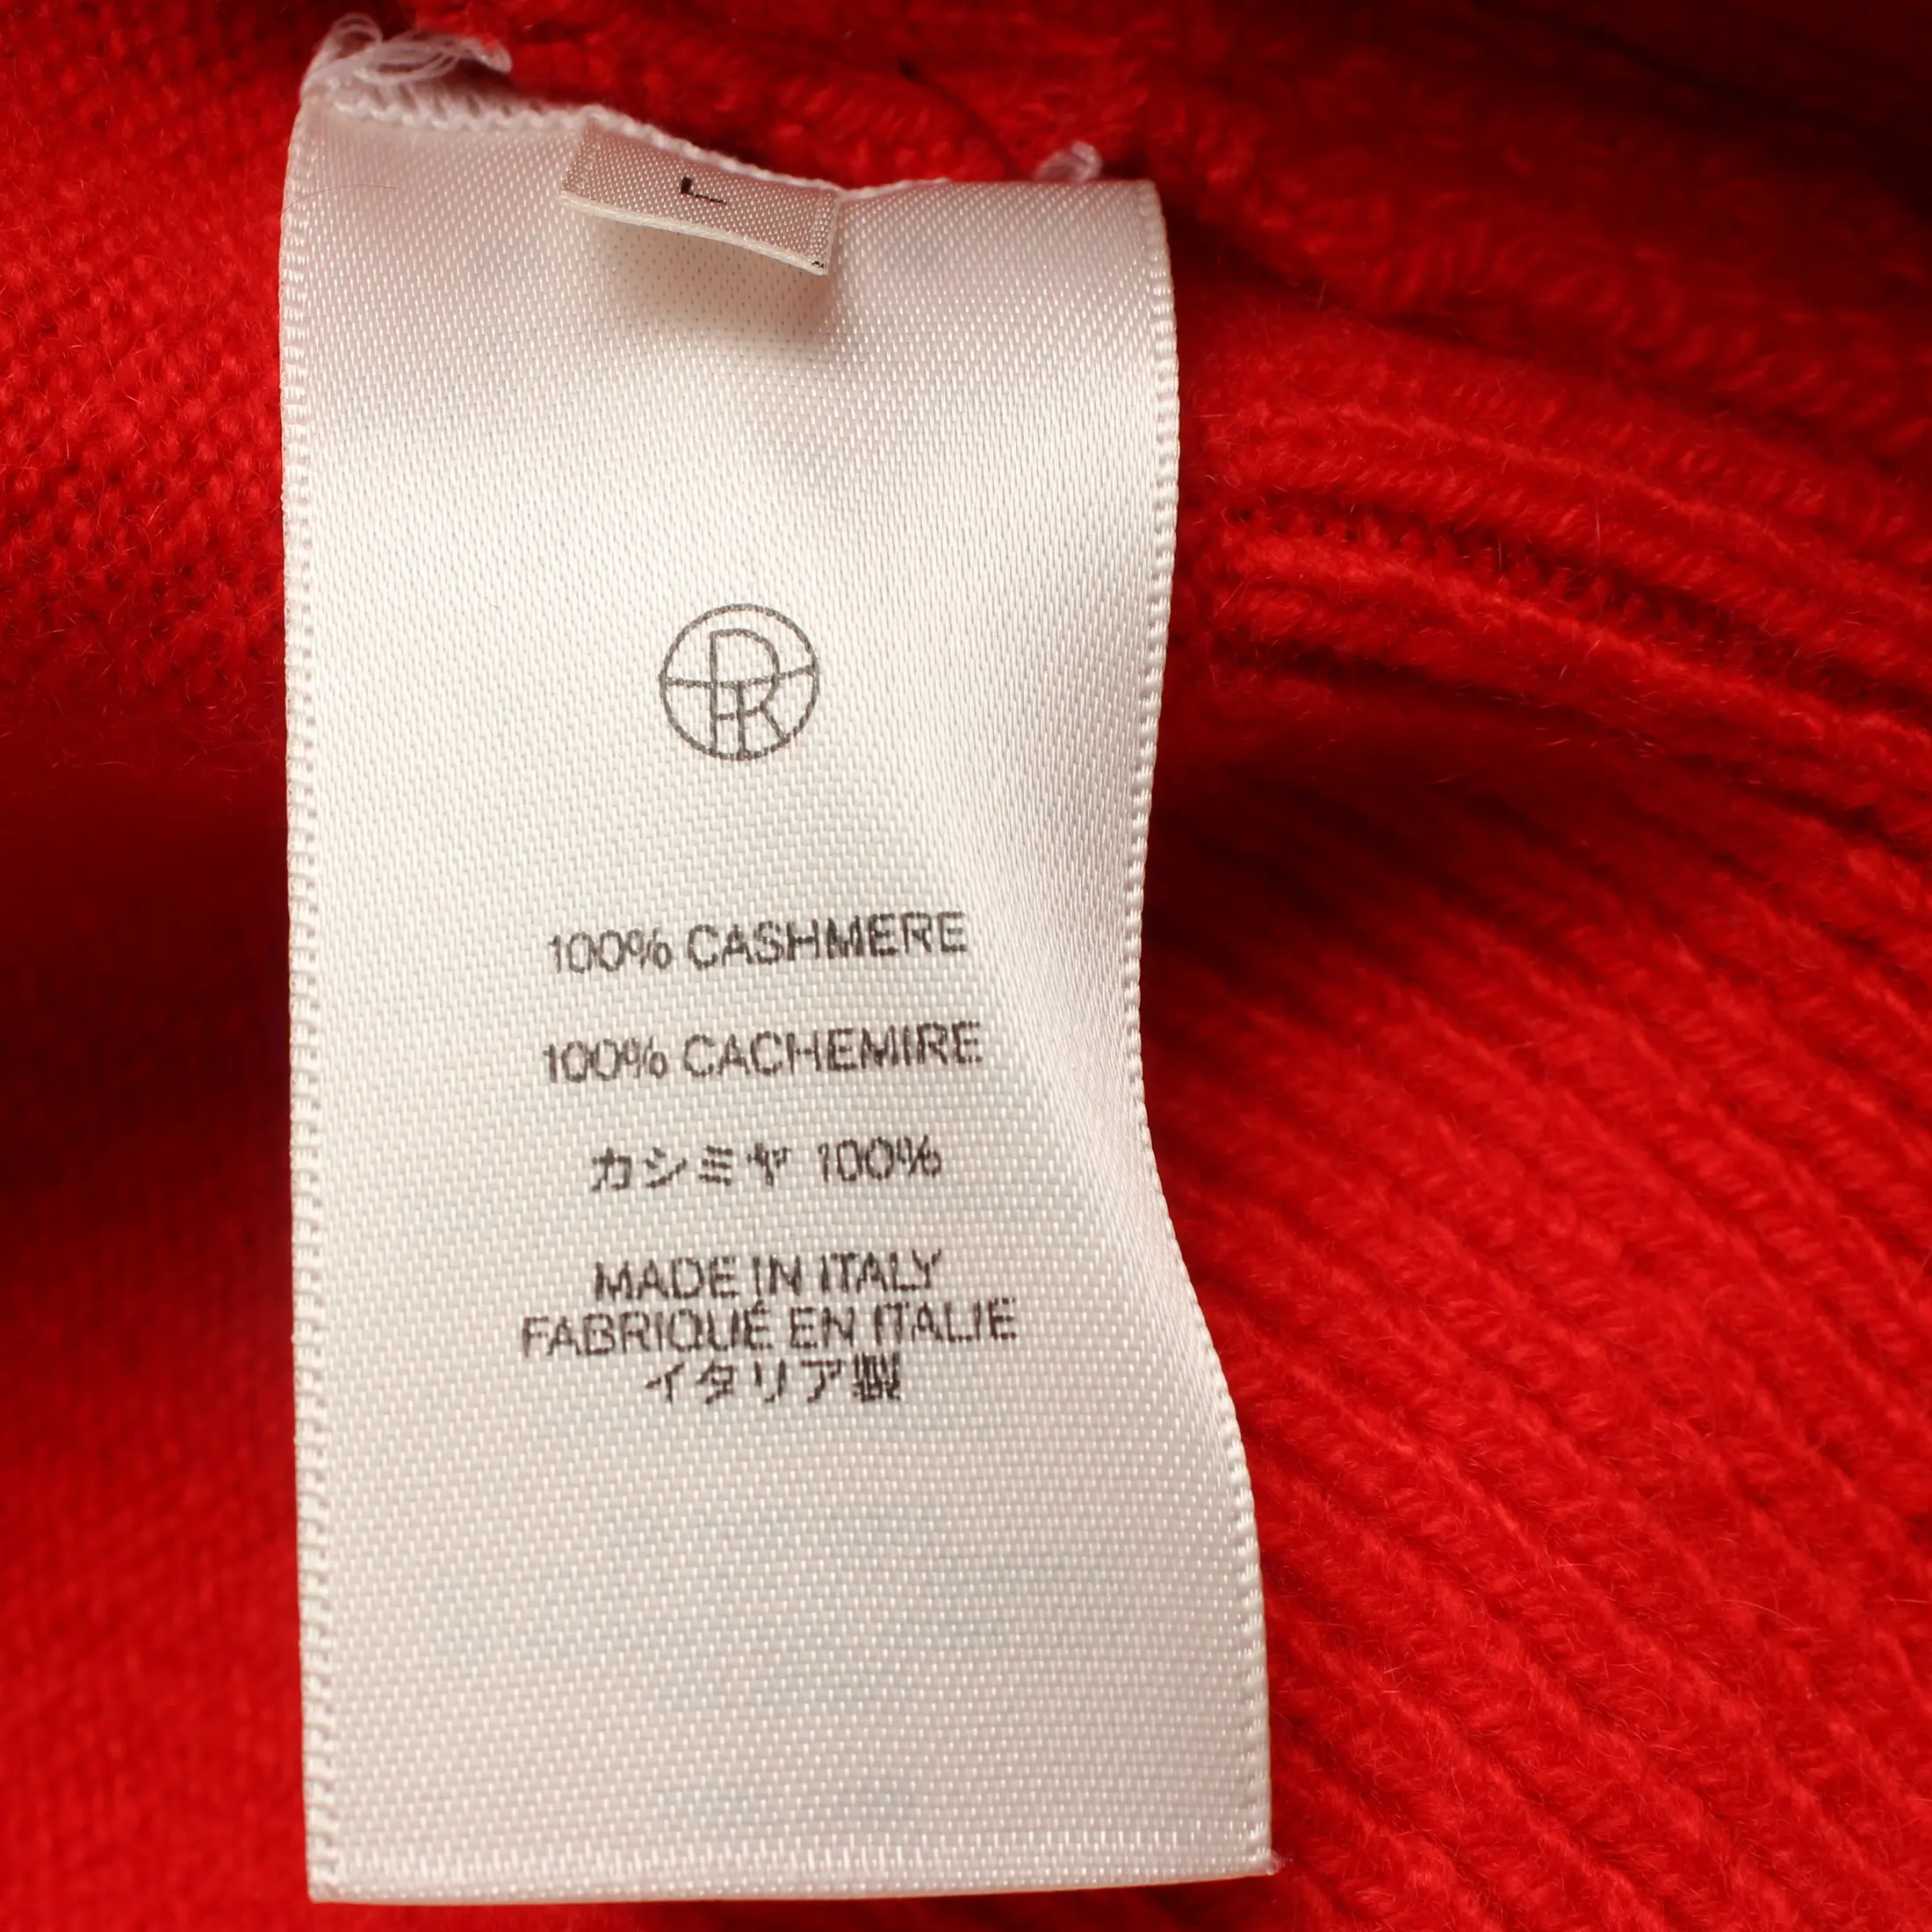 L
100% CASHMERE
100% CACHEMIRE
カシミヤ 100%
MADE IN ITALY
FABRIQUÉ EN ITALIE
イタリア製